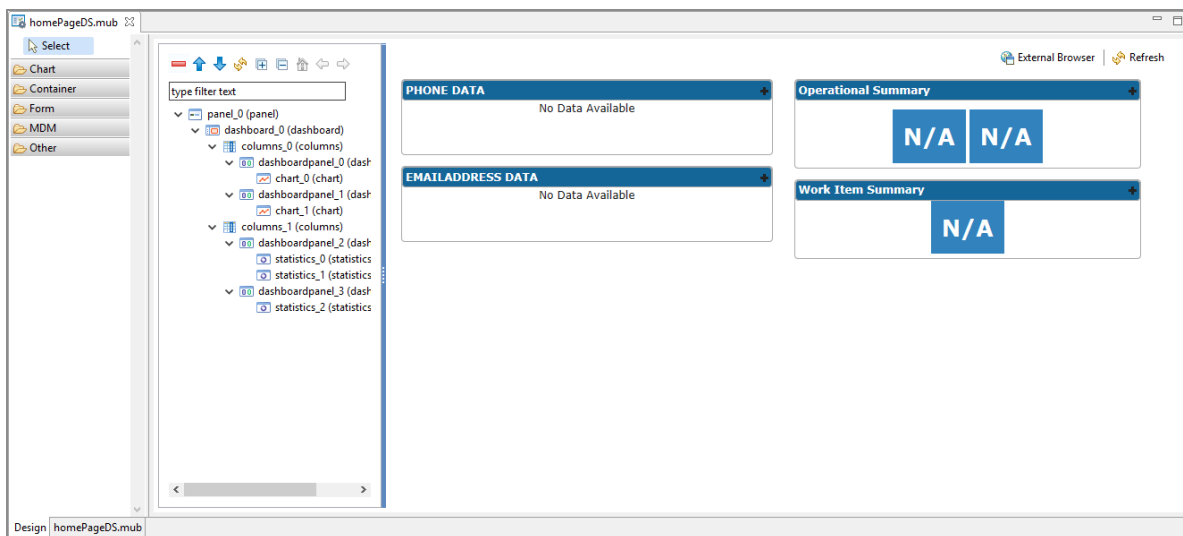 homePageDS.mub
Select
Chart
Container
Form
MDM
Other
type filter text
panel_0 (panel)
dashboard_0 (dashboard)
columns_0 (columns)
dashboardpanel_0 (dash
chart_0 (chart)
dashboardpanel_1 (dash
chart_1 (chart)
columns_1 (columns)
dashboardpanel_2 (dash
statistics_0 (statistics
statistics_1 (statistics
dashboardpanel_3 (dash
statistics_2 (statistics
External Browser Refresh
PHONE DATA
No Data Available
EMAILADDRESS DATA
No Data Available
Operational Summary
N/A N/A
Work Item Summary
N/A
Design homePageDS.mub